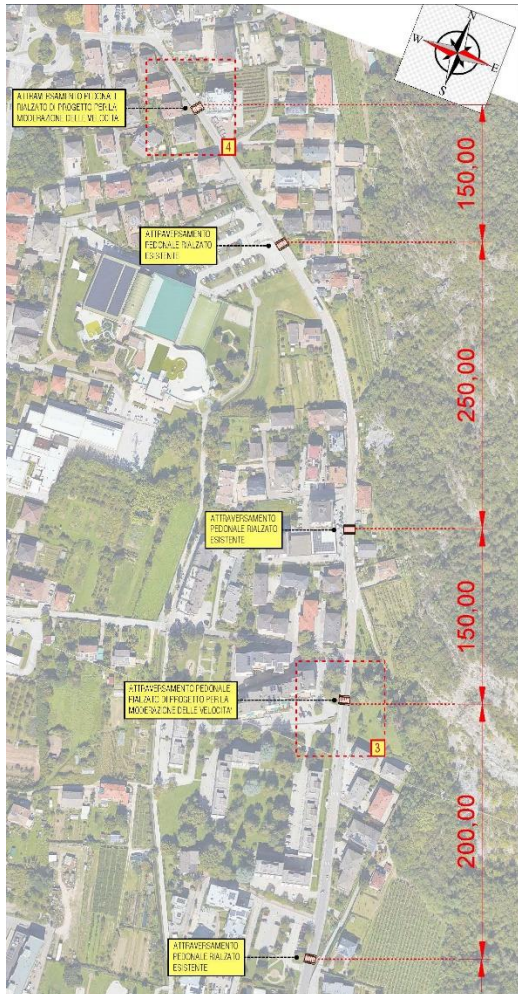 N
W
E
S
ATTRAVERSAMENTO PEDONALE
RIALZATO DI PROGETTO PER LA
MODERAZIONE DELLE VELOCITA'
4
150,00
ATTRAVERSAMENTO
PEDONALE RIALZATO
ESISTENTE
250,00
ATTRAVERSAMENTO
PEDONALE RIALZATO
ESISTENTE
150,00
ATTRAVERSAMENTO PEDONALE
RIALZATO DI PROGETTO PER LA
MODERAZIONE DELLE VELOCITA'
3
200,00
ATTRAVERSAMENTO
PEDONALE RIALZATO
ESISTENTE